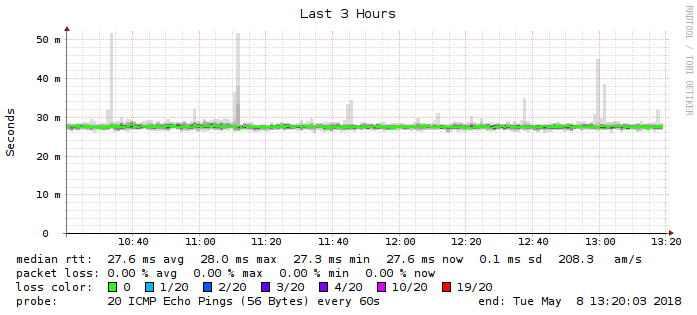 Last 3 Hours
RRDTOOL / TOBI OETIKER
Seconds
50 m
40 m
30 m
20 m
10 m
0
10:40 11:00 11:20 11:40 12:00 12:20 12:40 13:00 13:20
median rtt: 27.6 ms avg 28.0 ms max 27.3 ms min 27.6 ms now 0.1 ms sd 208.3 am/s
packet loss: 0.00 % avg 0.00 % max 0.00 % min 0.00 % now
loss color: 0 1/20 2/20 3/20 4/20 10/20 19/20
probe: 20 ICMP Echo Pings (56 Bytes) every 60s end: Tue May 8 13:20:03 2018